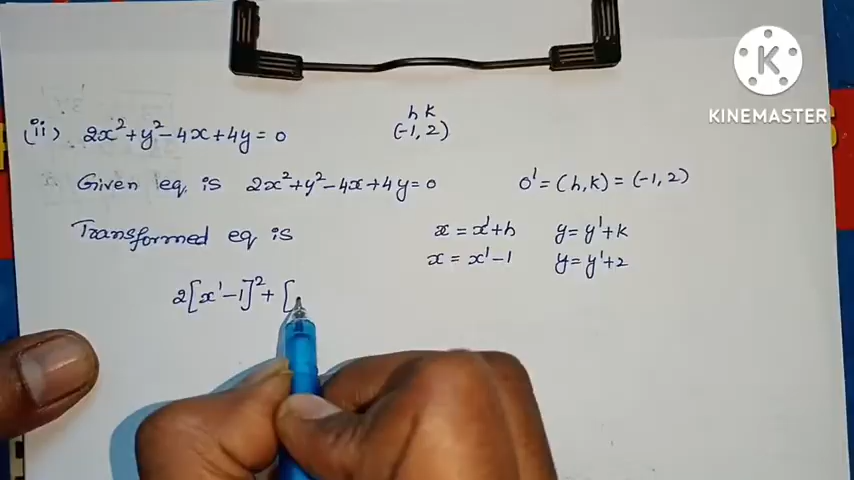 (ii) 2x²+y²-4x+4y=0
h k
(-1,2)
Given eq. is 2x²+y²-4x+4y=0
O'=(h,k)=(-1,2)
Transformed eq is
x=x'+h y=y'+k
x=x'-1 y=y'+2
2[x'-1]²+[
K
KINEMASTER